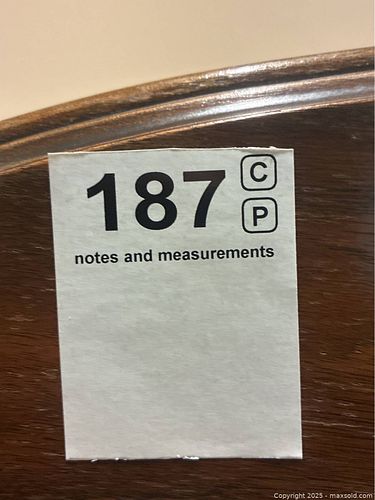 187 C
P
notes and measurements
Copyright 2025 - maxsold.com